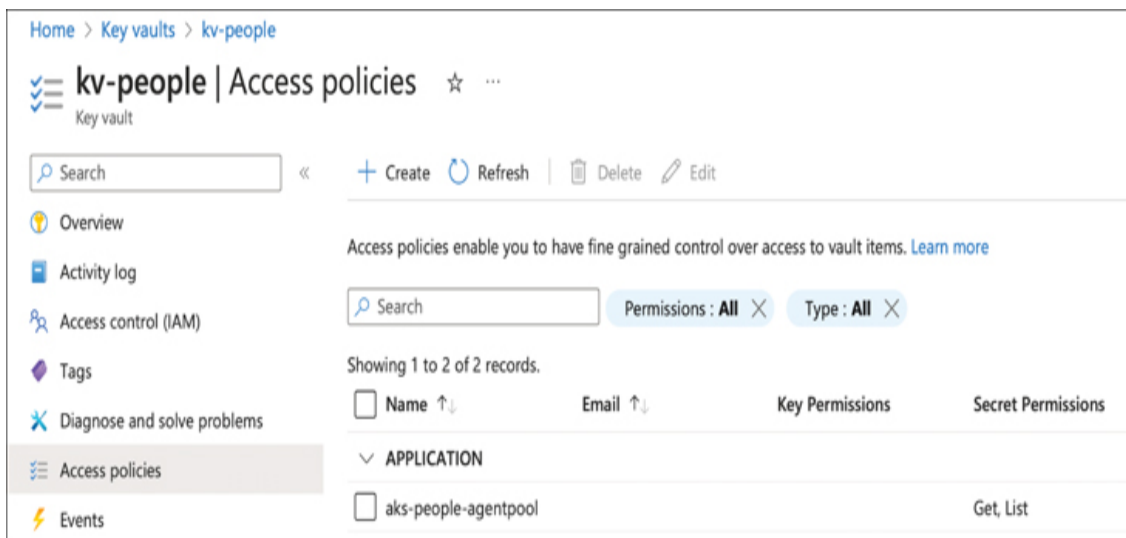 Home > Key vaults > kv-people
kv-people | Access policies
Key vault
Search
Overview
Activity log
Access control (IAM)
Tags
Diagnose and solve problems
Access policies
Events
Create Refresh Delete Edit
Access policies enable you to have fine grained control over access to vault items. Learn more
Search Permissions : All Type : All
Showing 1 to 2 of 2 records.
Name Email Key Permissions Secret Permissions
APPLICATION
aks-people-agentpool Get, List